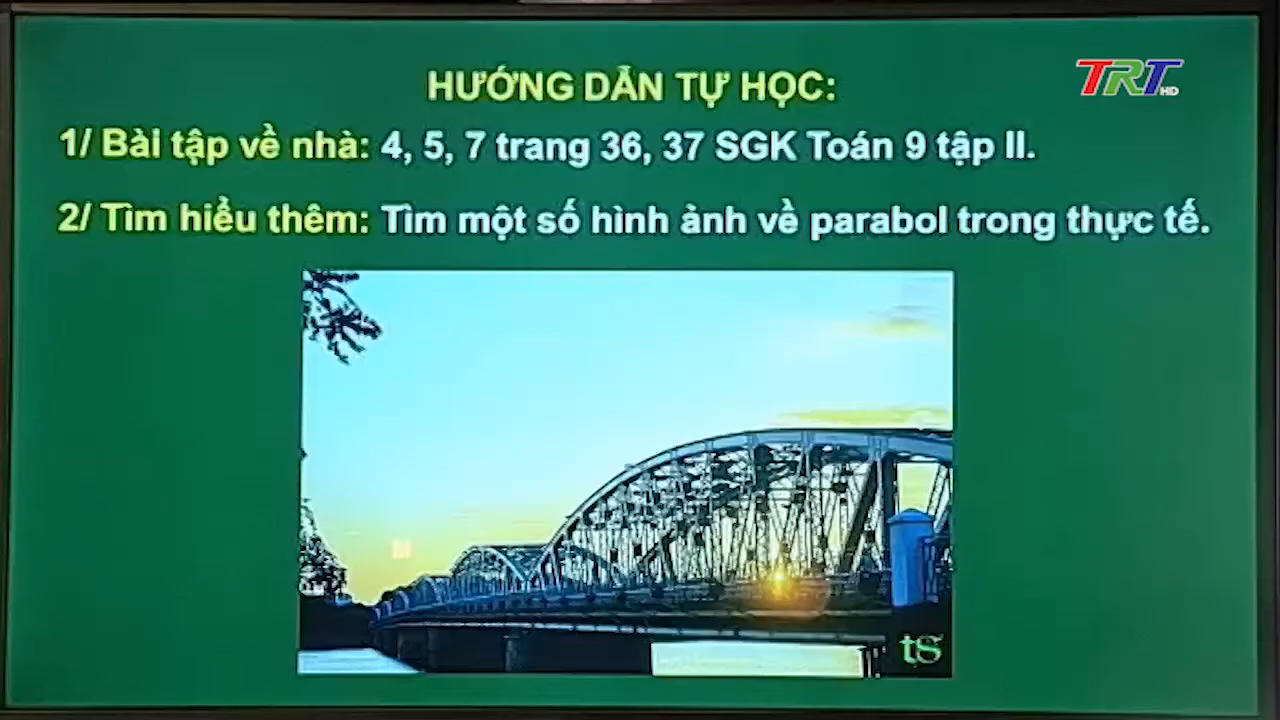 TRT HD
HƯỚNG DẪN TỰ HỌC:
1/ Bài tập về nhà: 4, 5, 7 trang 36, 37 SGK Toán 9 tập II.
2/ Tìm hiểu thêm: Tìm một số hình ảnh về parabol trong thực tế.
ts